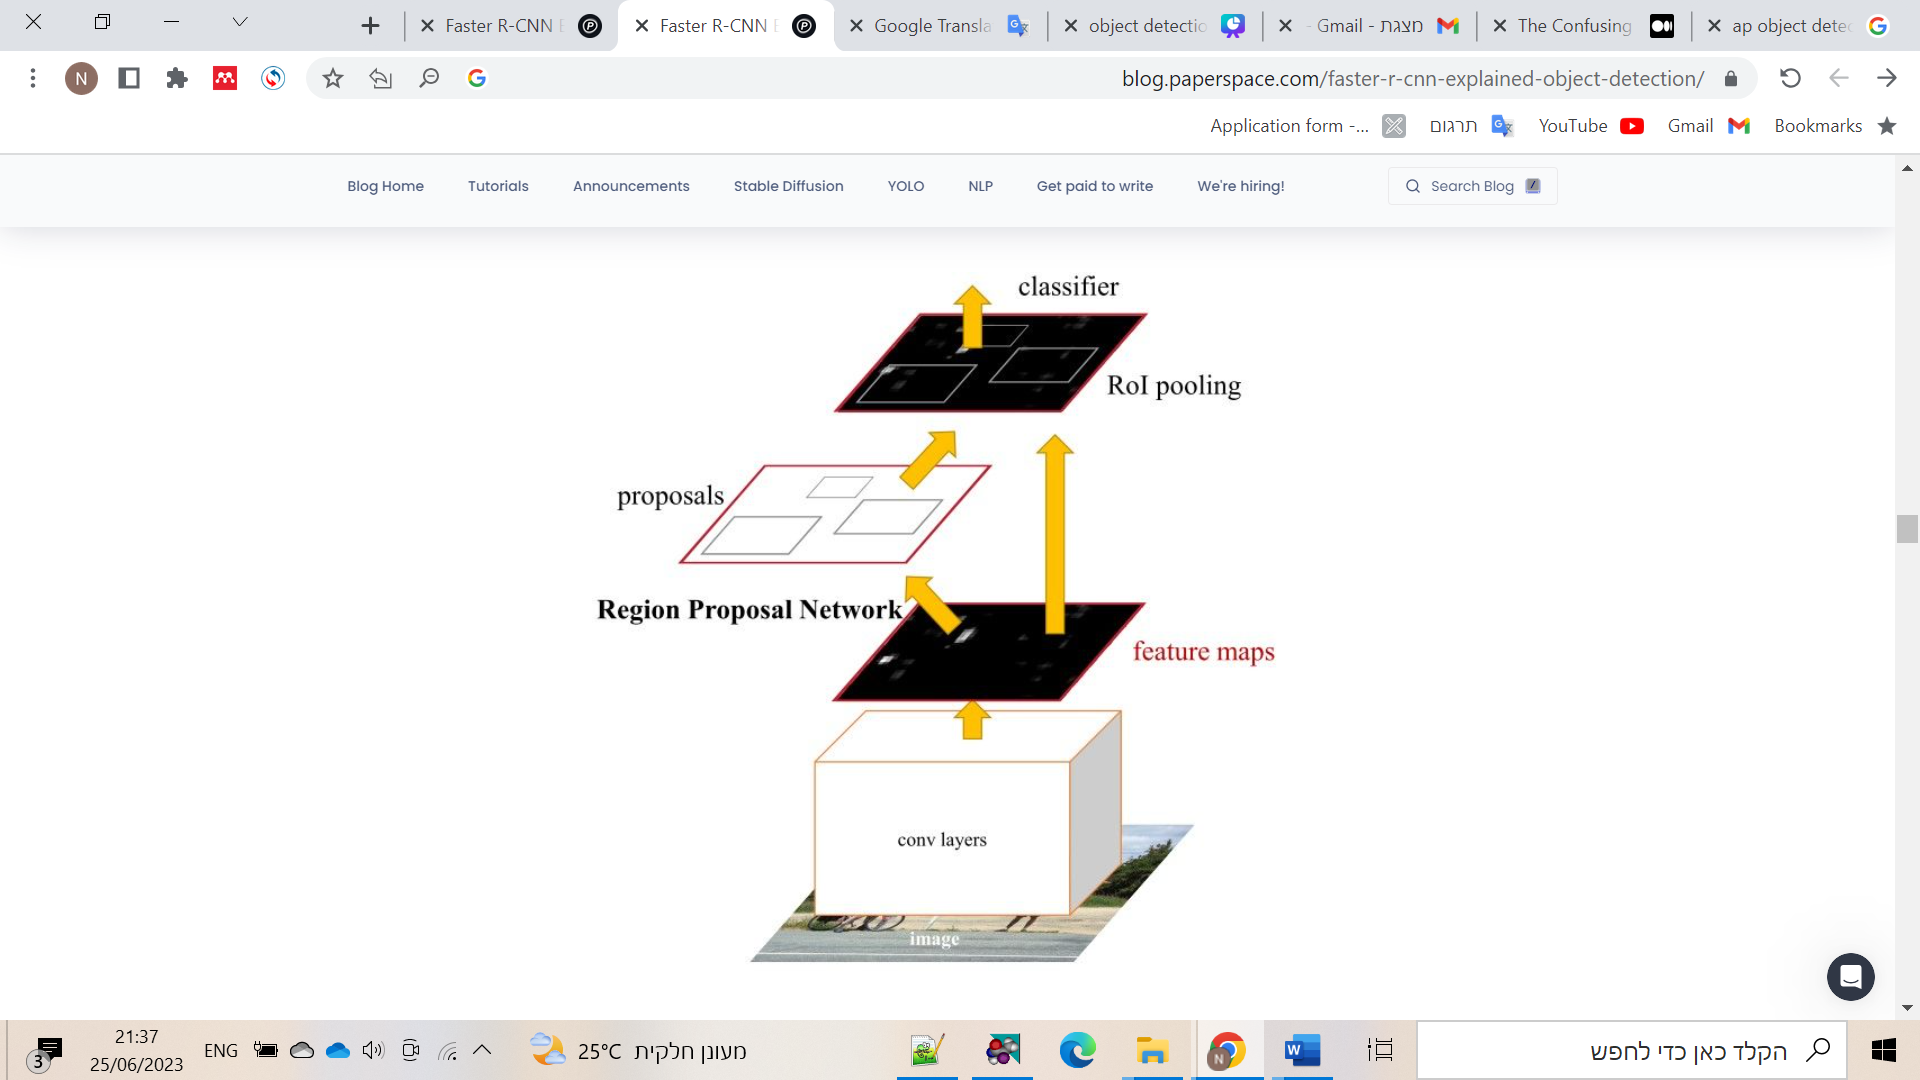 Faster R-CNN E
Faster R-CNN E
Google Transla
object detectio
Gmail - מצגת -
The Confusing
ap object detec
N
blog.paperspace.com/faster-r-cnn-explained-object-detection/
Application form -...
תרגום
YouTube
Gmail
Bookmarks
Blog Home
Tutorials
Announcements
Stable Diffusion
YOLO
NLP
Get paid to write
We're hiring!
Search Blog
/
classifier
RoI pooling
proposals
Region Proposal Network
feature maps
conv layers
image
3
21:37
25/06/2023
ENG
25°C מעונן חלקית
N
W
הקלד כאן כדי לחפש